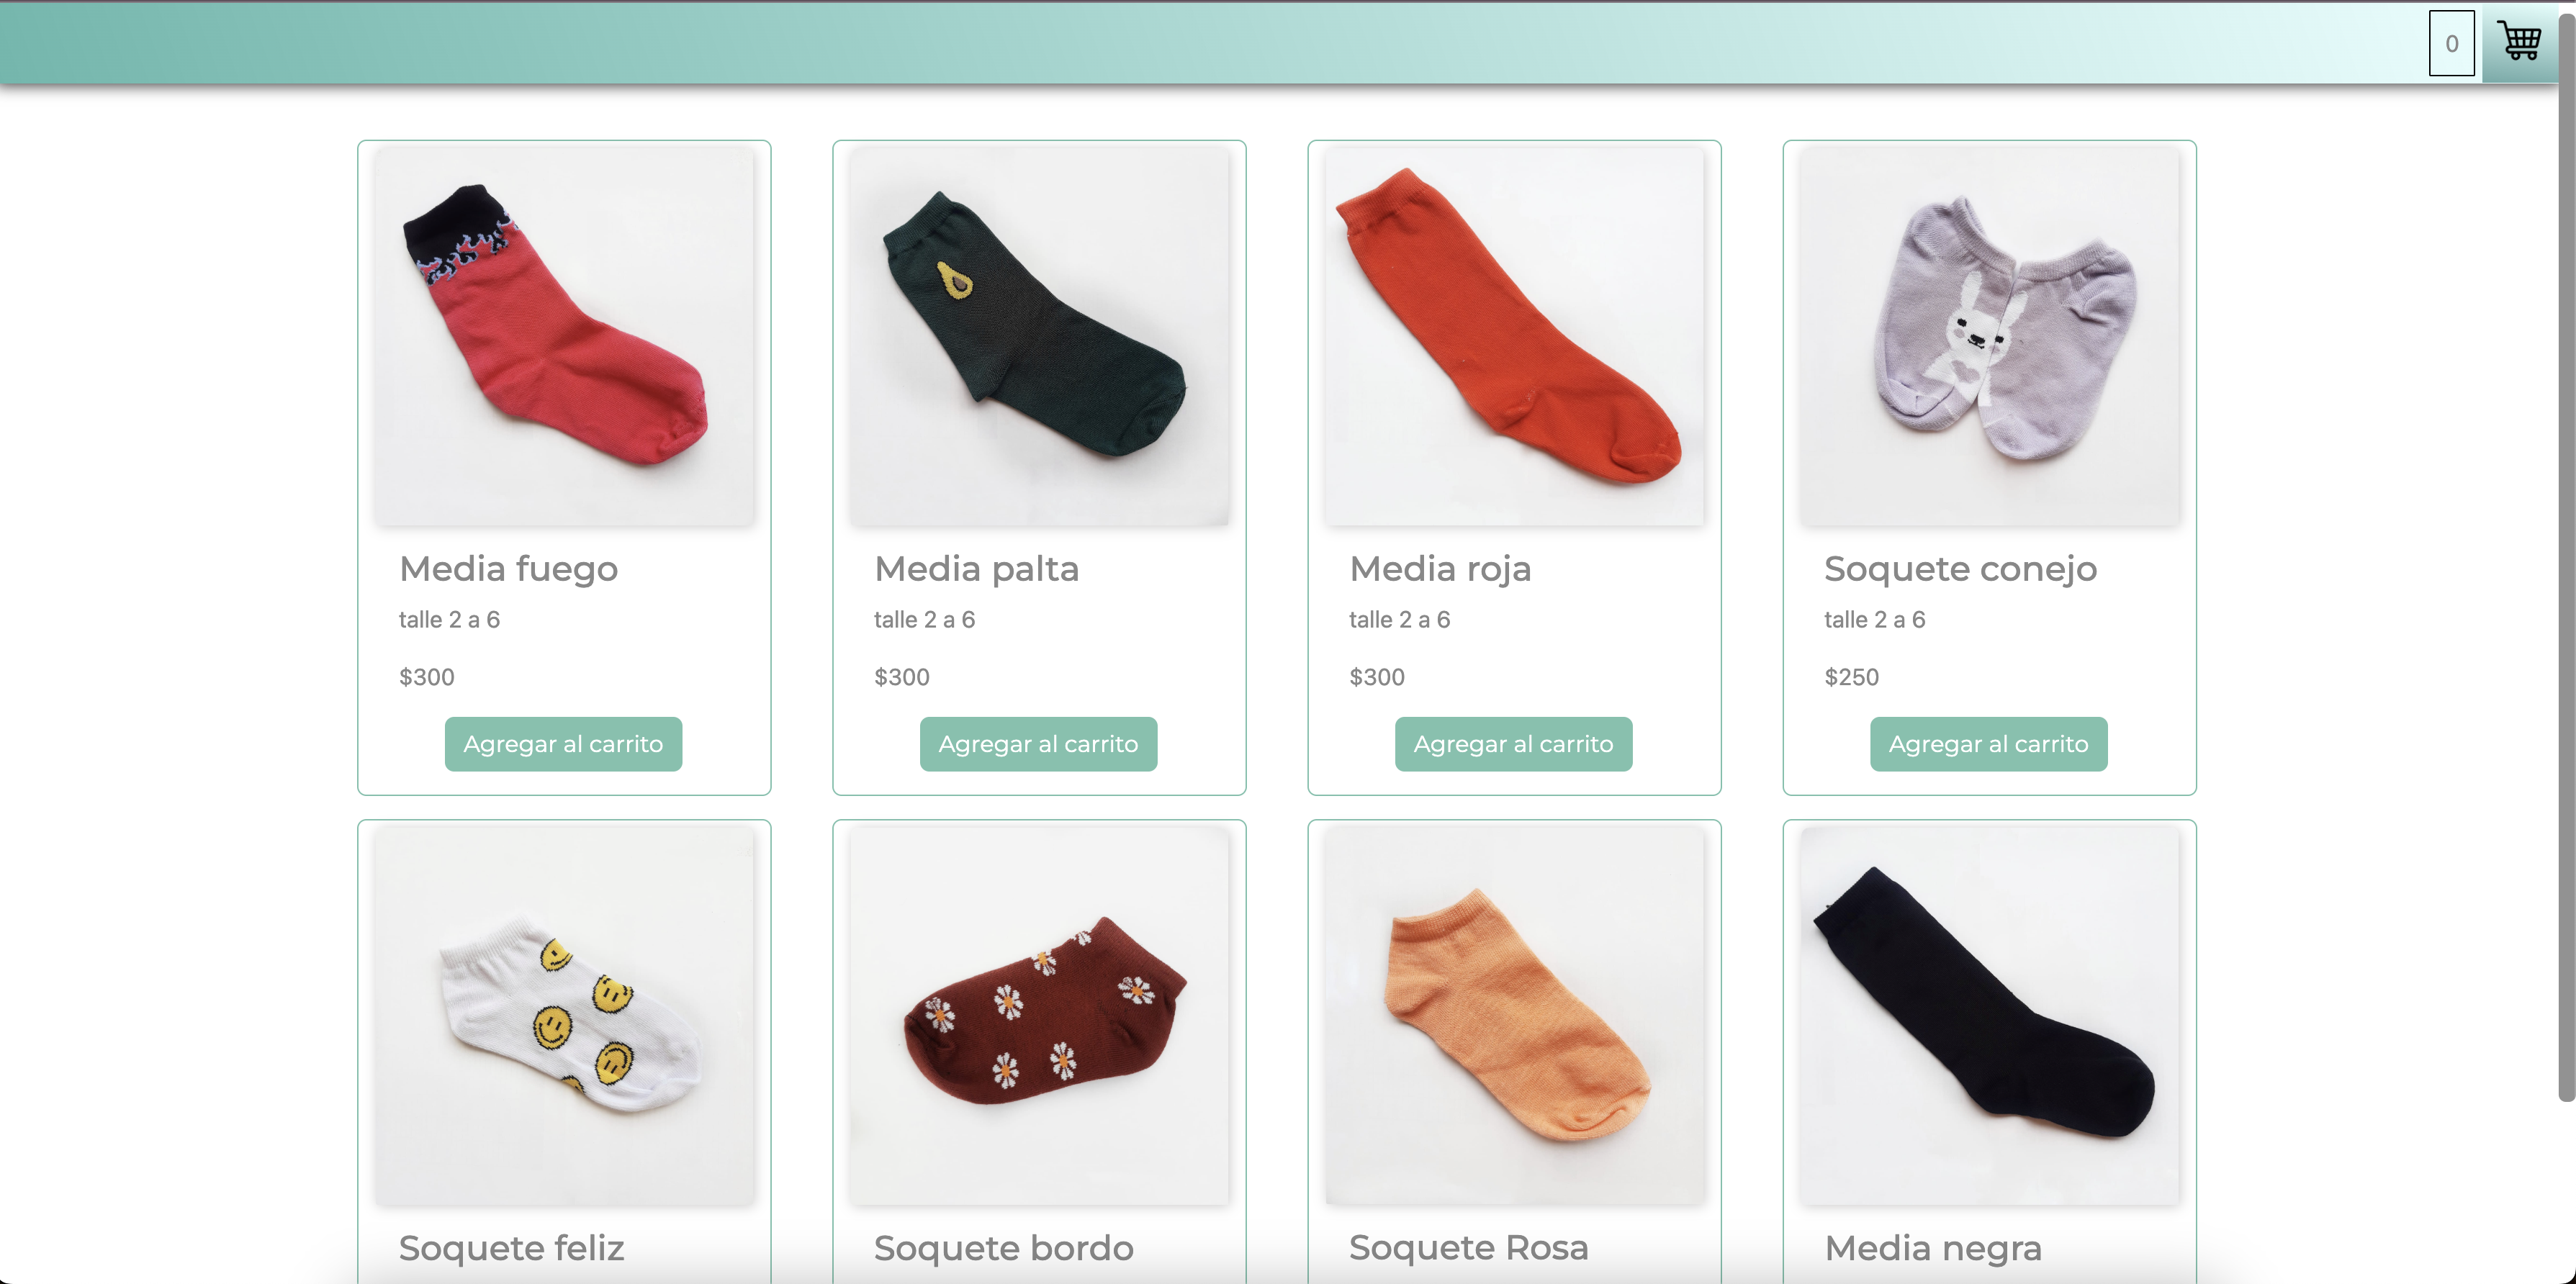 0
Media fuego
talle 2 a 6
$300
Agregar al carrito
Media palta
talle 2 a 6
$300
Agregar al carrito
Media roja
talle 2 a 6
$300
Agregar al carrito
Soquete conejo
talle 2 a 6
$250
Agregar al carrito
Soquete feliz
Soquete bordo
Soquete Rosa
Media negra